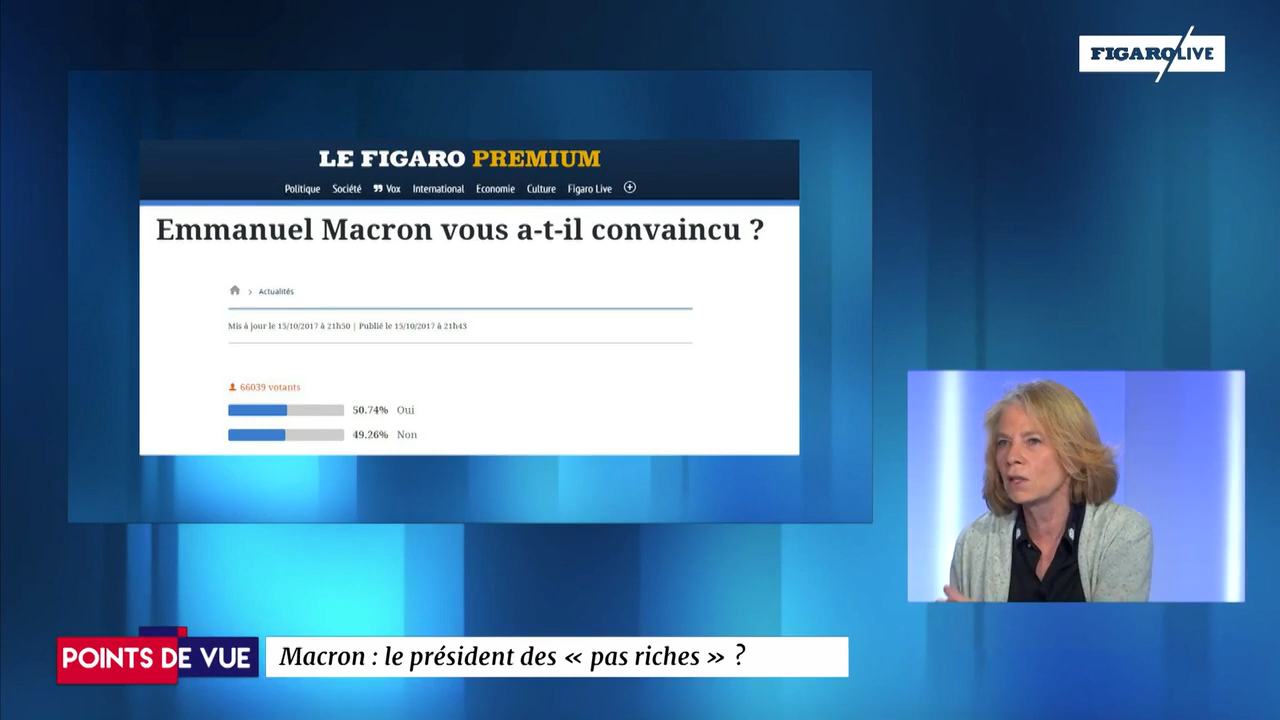 FIGARO LIVE
LE FIGARO PREMIUM
Politique Société Vox International Economie Culture Figaro Live
Emmanuel Macron vous a-t-il convaincu ?
Actualités
Mis à jour le 15/10/2017 à 21h50 | Publié le 15/10/2017 à 21h43
66039 votants
50.74% Oui
49.26% Non
POINTS DE VUE
Macron : le président des « pas riches » ?